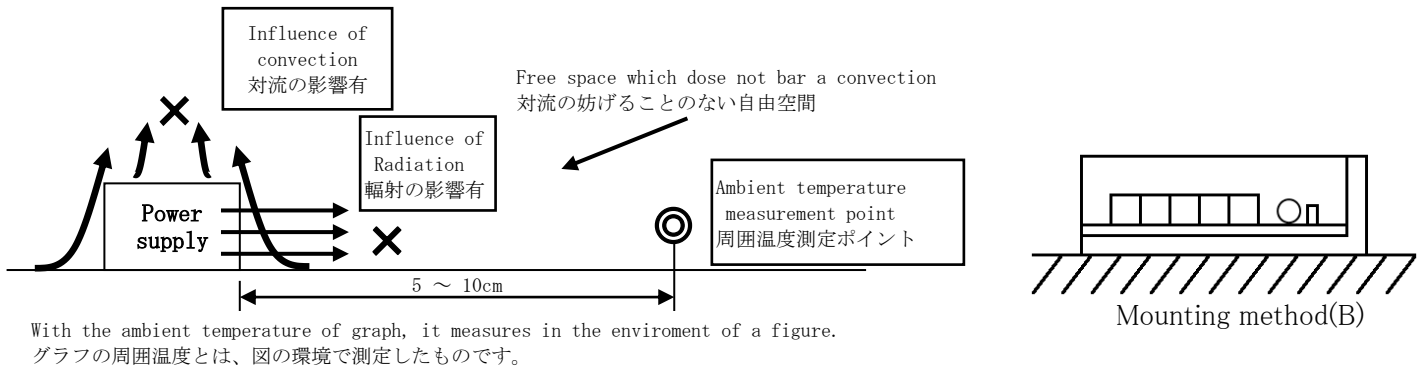 Influence of
convection
対流の影響有
Free space which dose not bar a convection
対流の妨げることのない自由空間
Influence of
Radiation
輻射の影響有
Power
supply
Ambient temperature
measurement point
周囲温度測定ポイント
5 ～ 10cm
Mounting method(B)
With the ambient temperature of graph, it measures in the enviroment of a figure.
グラフの周囲温度とは、図の環境で測定したものです。